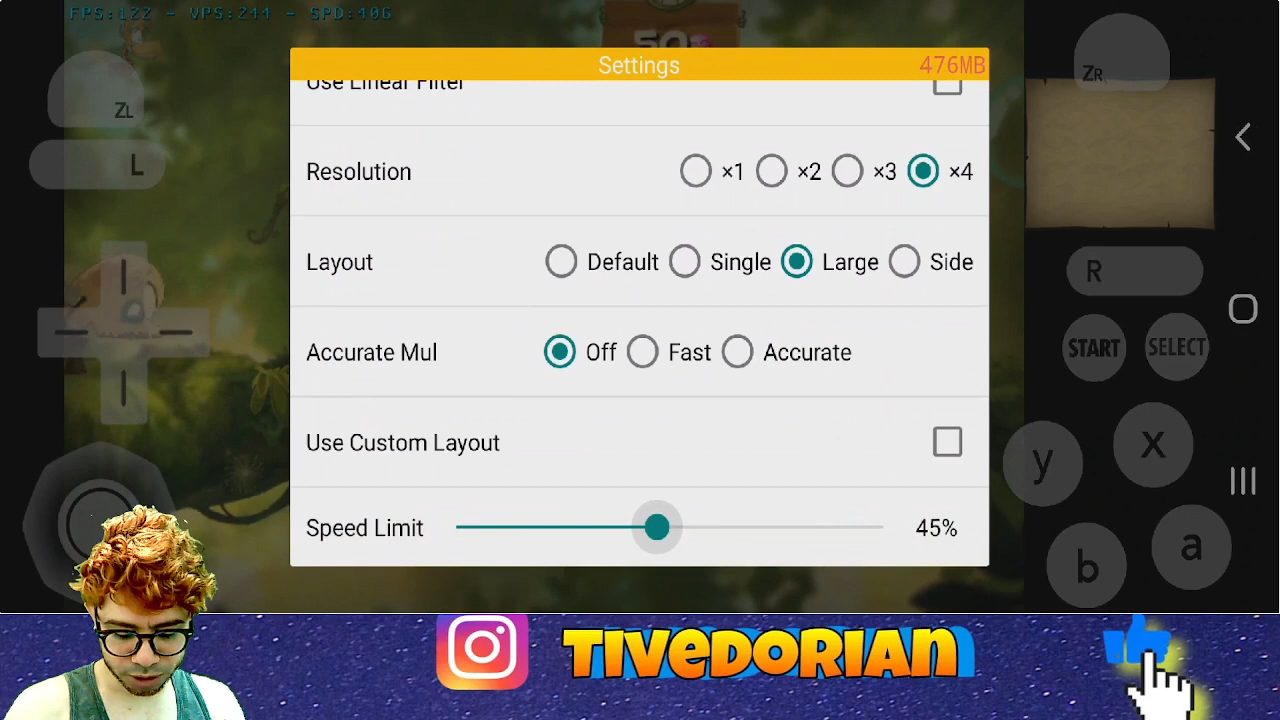 FPS:122 - VPS:244 - SPD:406
50
Settings
476MB
Use Linear Filter
Resolution
×1
×2
×3
×4
Layout
Default
Single
Large
Side
Accurate Mul
Off
Fast
Accurate
Use Custom Layout
Speed Limit
45%
ZL
L
ZR
R
START
SELECT
y
x
b
a
TIVEDORIAN